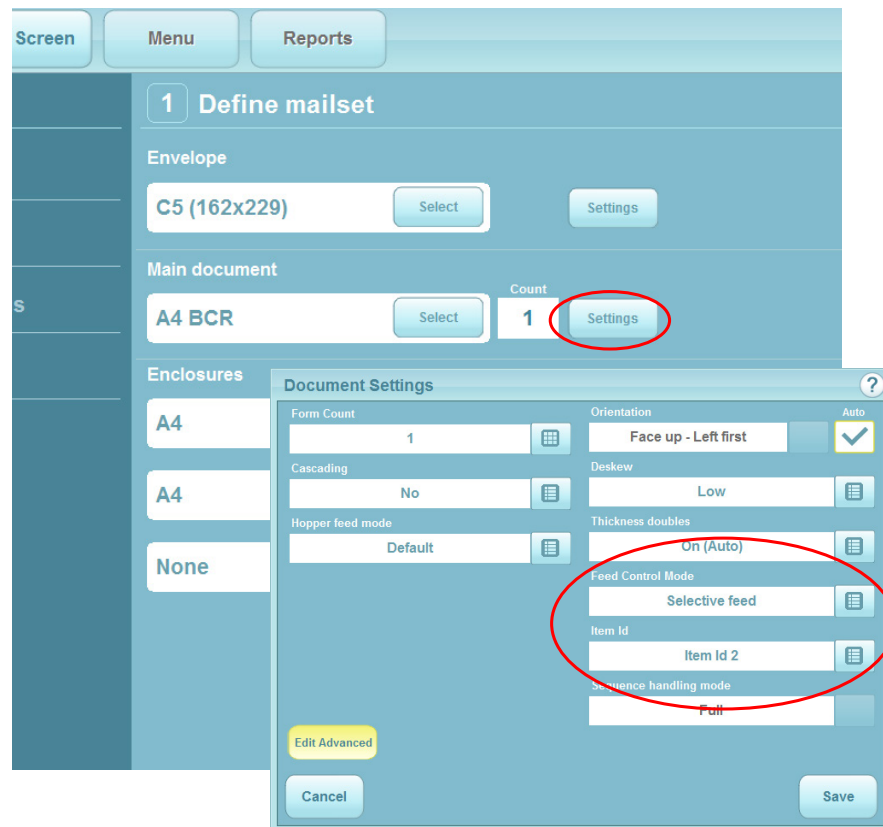 Screen Menu Reports
1 Define mailset
Envelope
C5 (162x229) Select Settings
Main document
Count
A4 BCR Select 1 Settings
Enclosures
A4
A4
None
s
Document Settings ?
Form Count
1
Cascading
No
Hopper feed mode
Default
Orientation Auto
Face up - Left first
Deskew
Low
Thickness doubles
On (Auto)
Feed Control Mode
Selective feed
Item Id
Item Id 2
Sequence handling mode
Full
Edit Advanced
Cancel Save